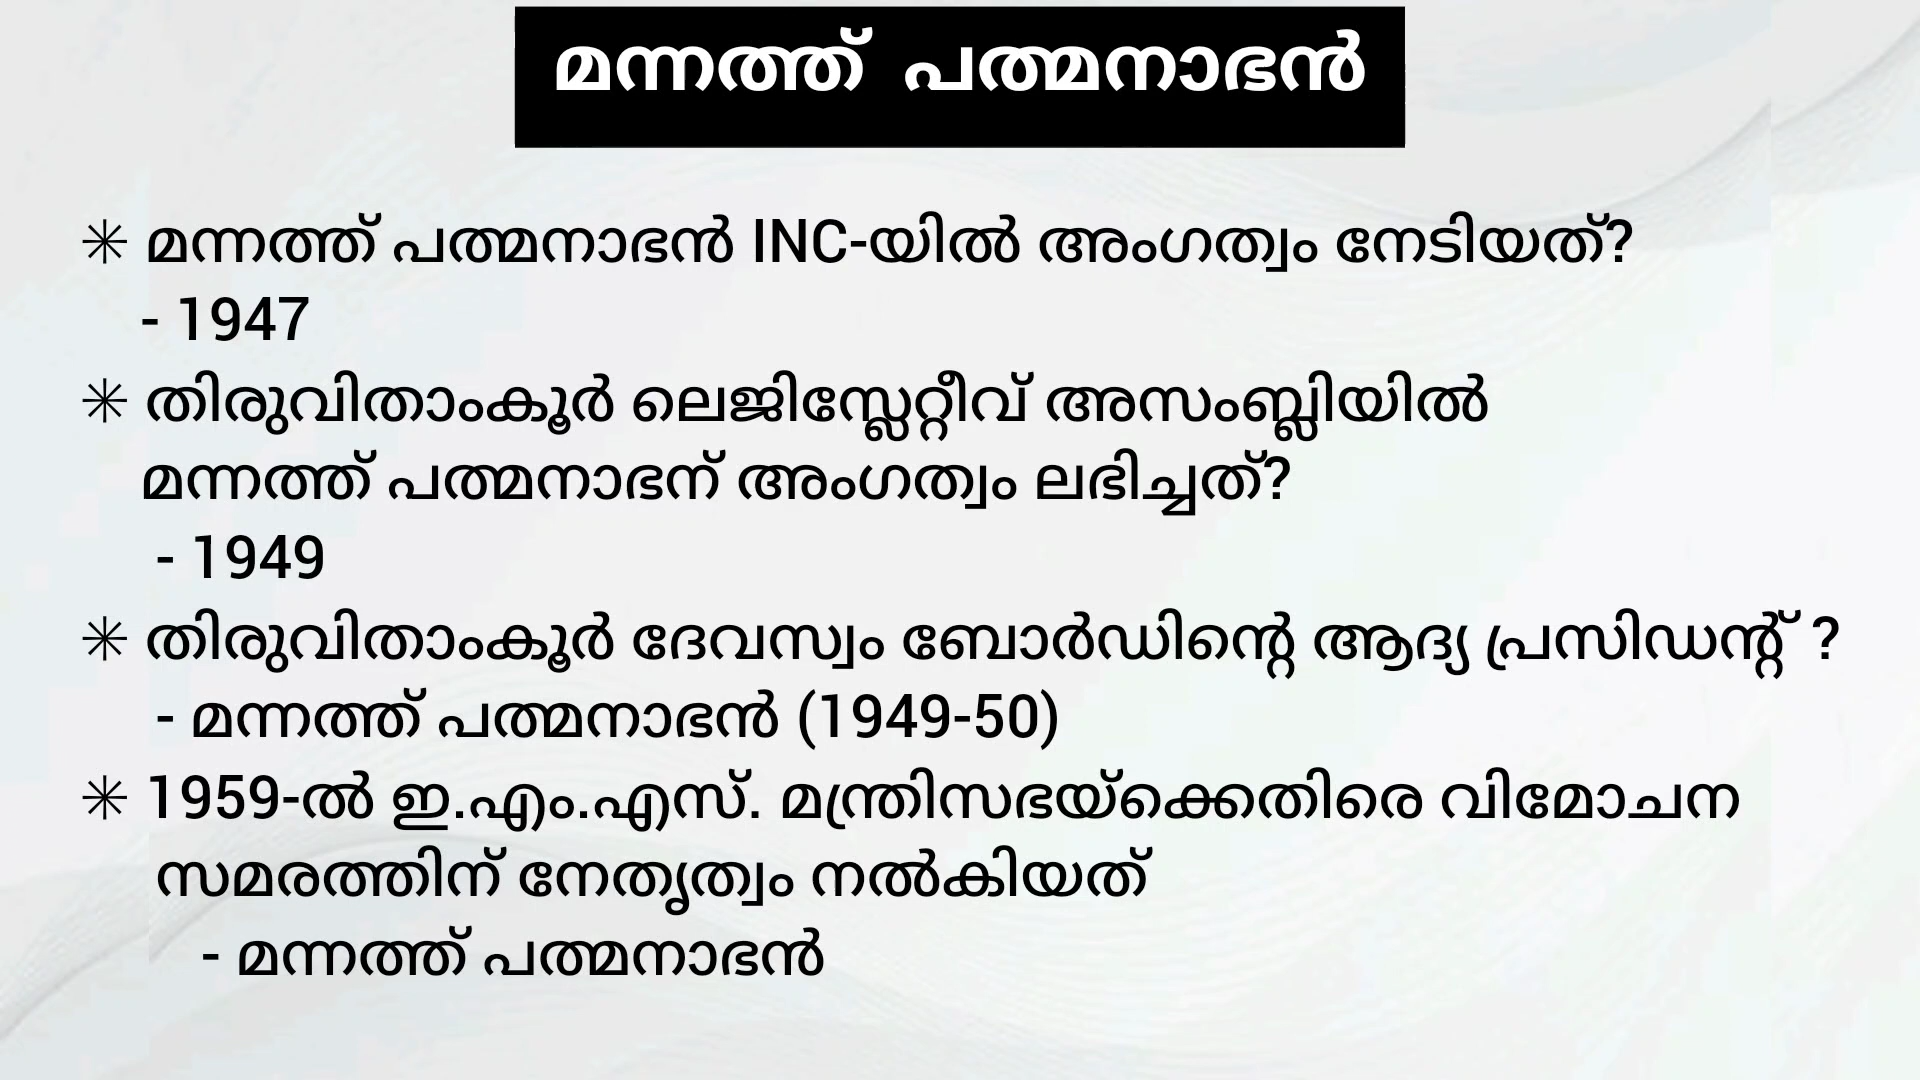 മന്നത്ത് പത്മനാഭൻ
✳ മന്നത്ത് പത്മനാഭൻ INC-യിൽ അംഗത്വം നേടിയത്?
- 1947
✳ തിരുവിതാംകൂർ ലെജിസ്ലേറ്റീവ് അസംബ്ലിയിൽ
മന്നത്ത് പത്മനാഭന് അംഗത്വം ലഭിച്ചത്?
- 1949
✳ തിരുവിതാംകൂർ ദേവസ്വം ബോർഡിന്റെ ആദ്യ പ്രസിഡന്റ് ?
- മന്നത്ത് പത്മനാഭൻ (1949-50)
✳ 1959-ൽ ഇ.എം.എസ്. മന്ത്രിസഭയ്ക്കെതിരെ വിമോചന
സമരത്തിന് നേതൃത്വം നൽകിയത്
- മന്നത്ത് പത്മനാഭൻ